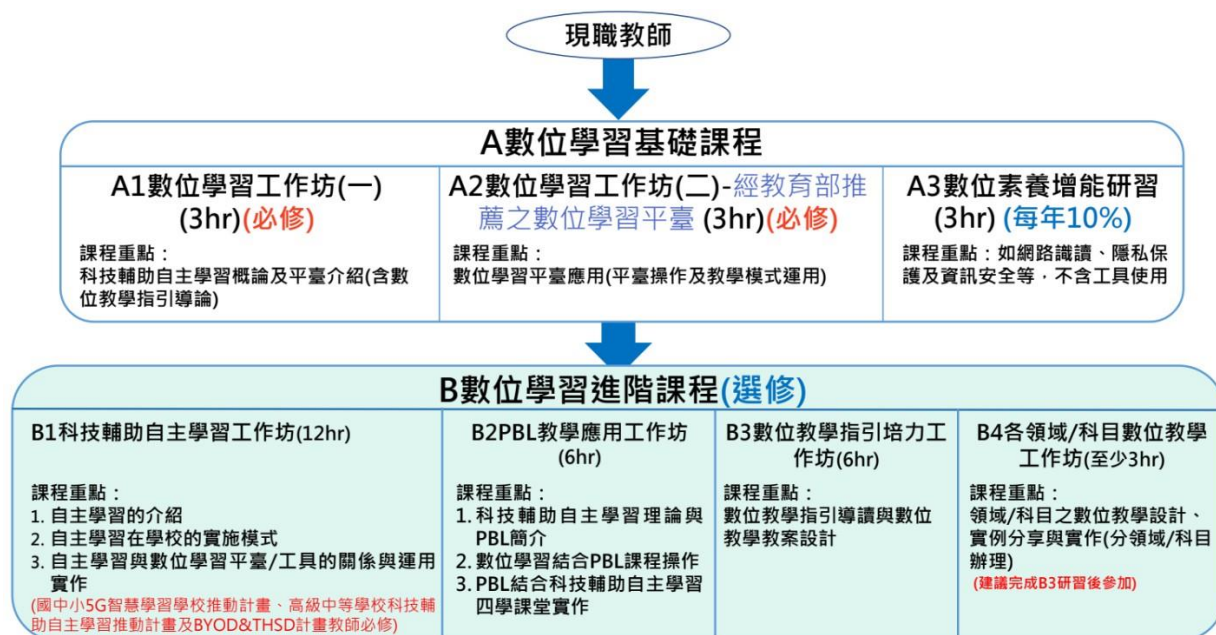 現職教師
A數位學習基礎課程
A1數位學習工作坊(一)
(3hr)(必修)
課程重點：
科技輔助自主學習概論及平臺介紹(含數
位教學指引導論)
A2數位學習工作坊(二)-經教育部推
薦之數位學習平臺 (3hr)(必修)
課程重點：
數位學習平臺應用(平臺操作及教學模式運用)
A3數位素養增能研習
(3hr) (每年10%)
課程重點：如網路識讀、隱私保
護及資訊安全等，不含工具使用
B數位學習進階課程(選修)
B1科技輔助自主學習工作坊(12hr)
課程重點：
1. 自主學習的介紹
2. 自主學習在學校的實施模式
3. 自主學習與數位學習平臺/工具的關係與運用
實作
(國中小5G智慧學習學校推動計畫、高級中等學校科技輔
助自主學習推動計畫及BYOD&THSD計畫教師必修)
B2PBL教學應用工作坊
(6hr)
課程重點：
1. 科技輔助自主學習理論與
PBL簡介
2. 數位學習結合PBL課程操作
3. PBL結合科技輔助自主學習
四學課堂實作
B3數位教學指引培力工
作坊(6hr)
課程重點：
數位教學指引導讀與數位
教學教案設計
B4各領域/科目數位教學
工作坊(至少3hr)
課程重點：
領域/科目之數位教學設計、
實例分享與實作(分領域/科目
辦理)
(建議完成B3研習後參加)